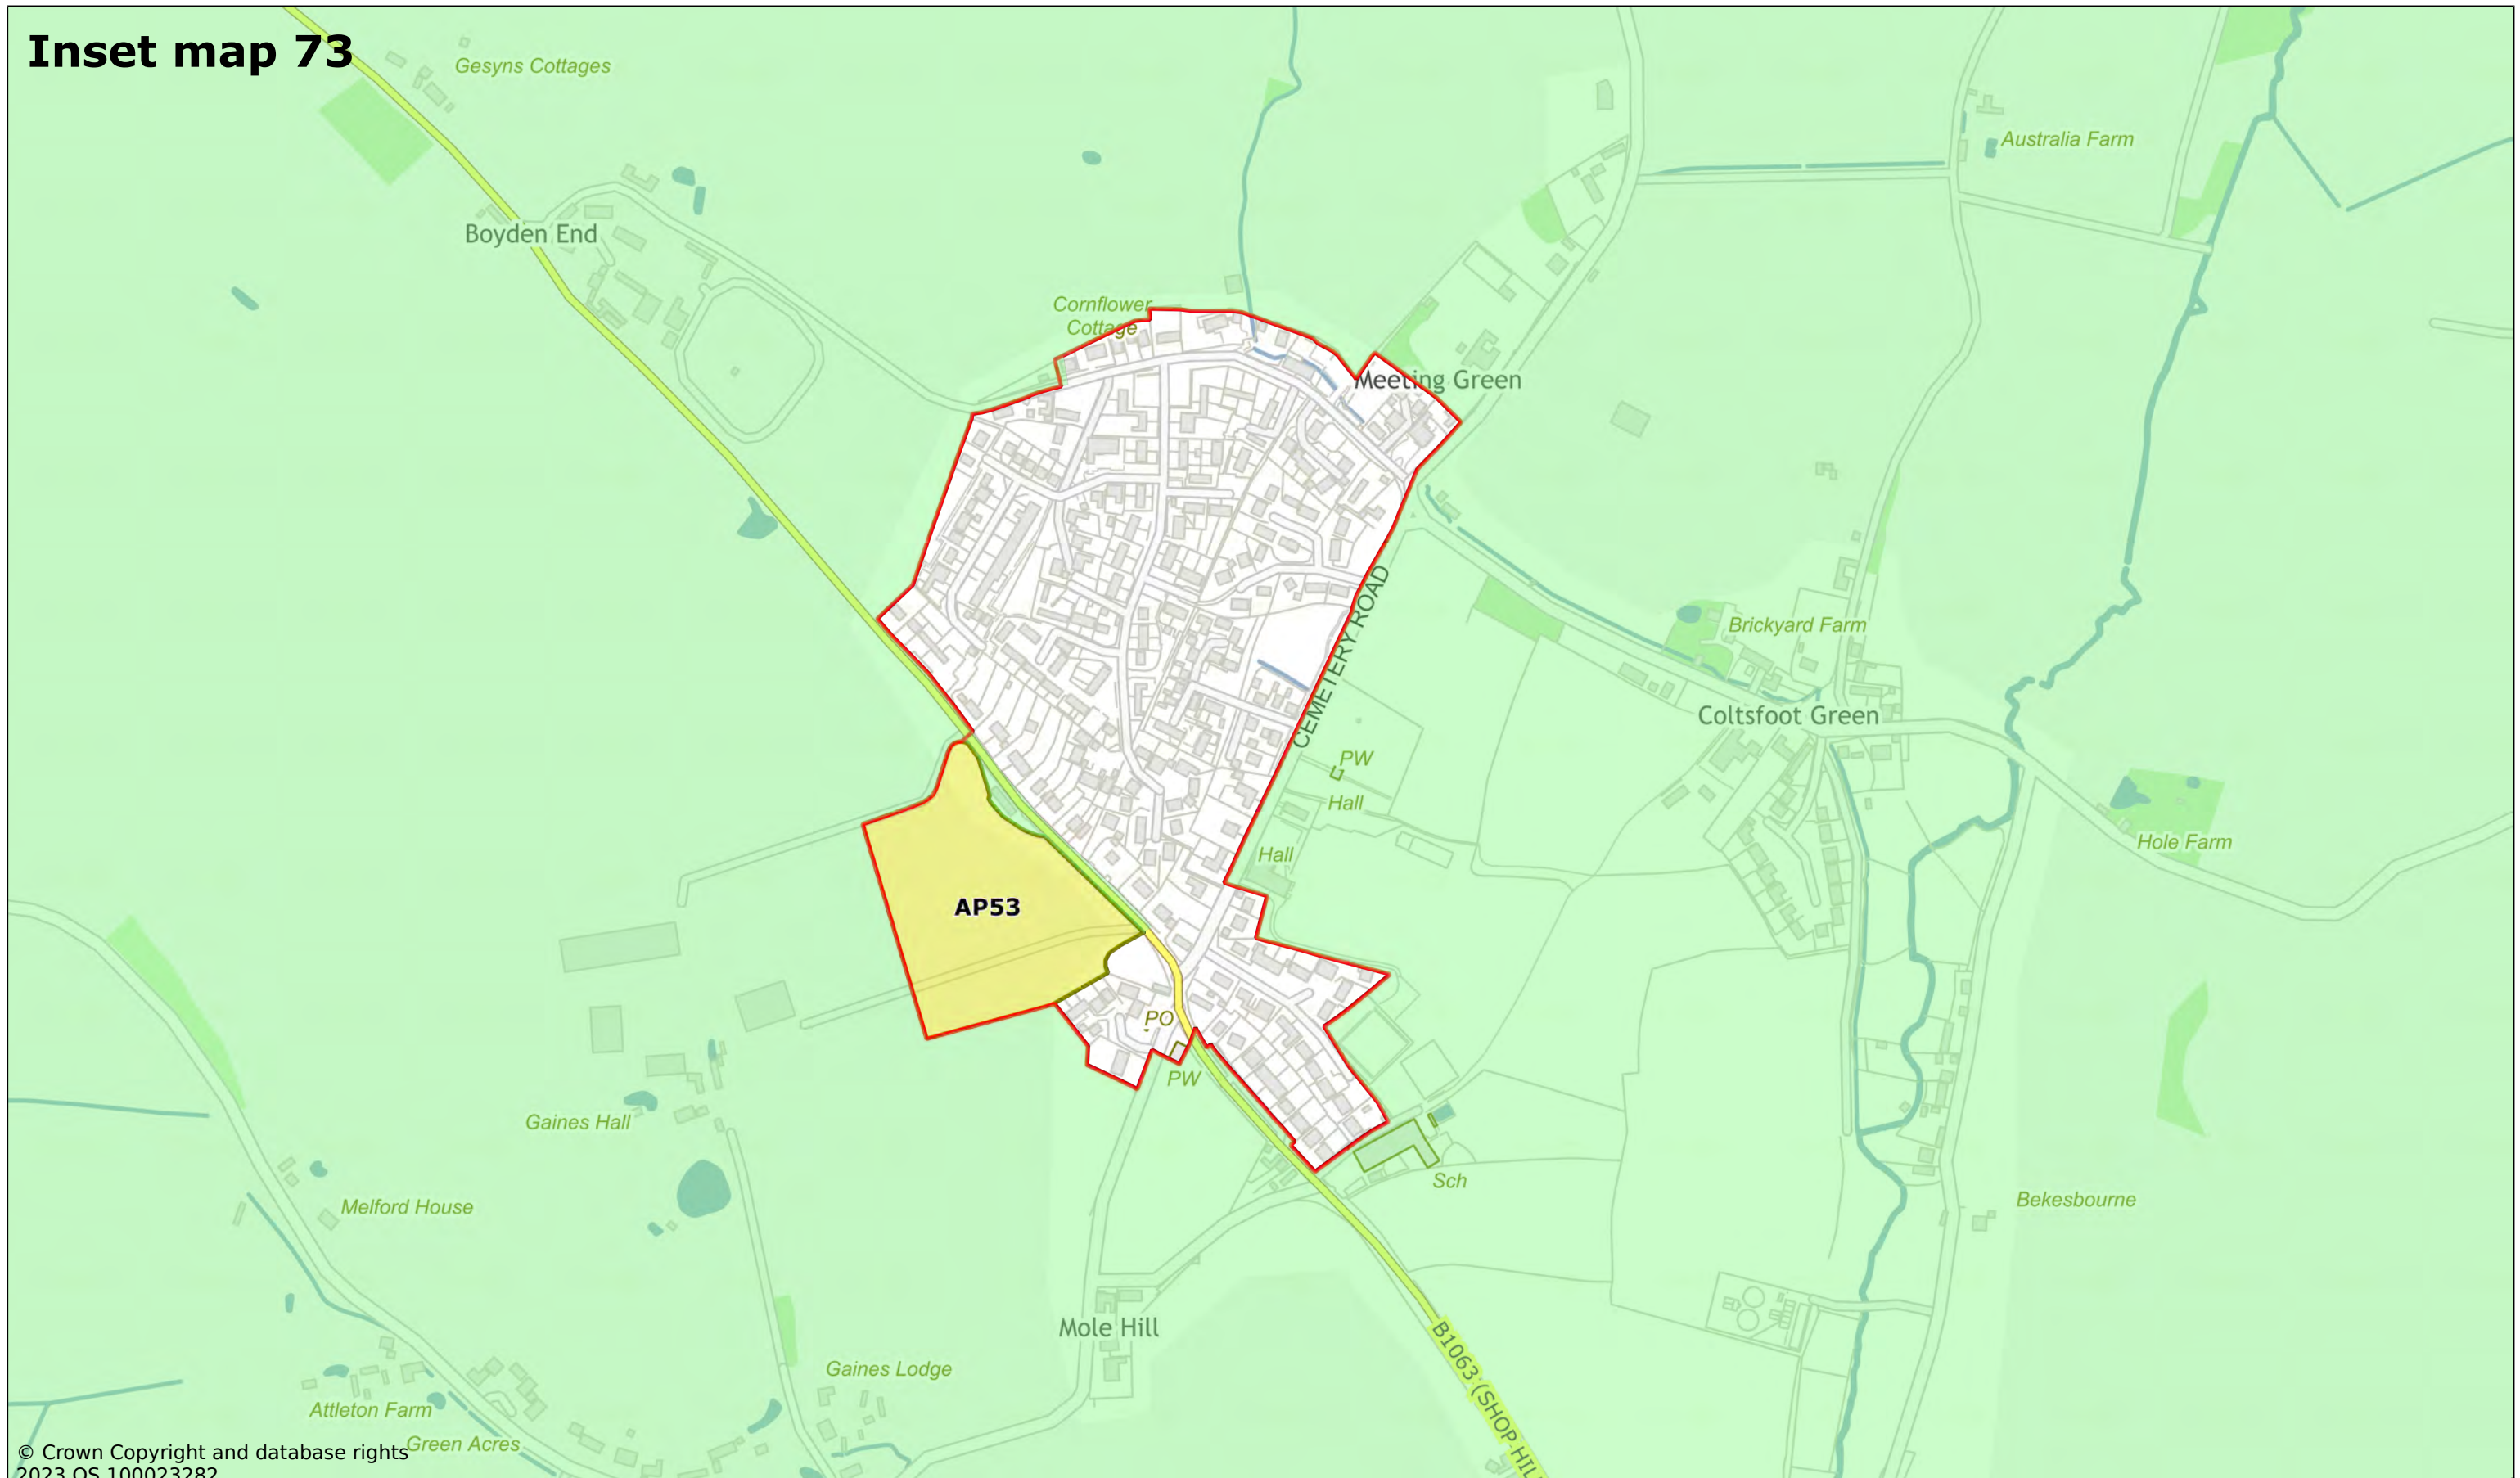 Inset map 73
Gesyns Cottages
Australia Farm
Boyden End
Cornflower
Cottage
Meeting Green
CEMETERY ROAD
Brickyard Farm
Coltsfoot Green
PW
Hall
Hall
Hole Farm
AP53
PO
PW
Gaines Hall
Sch
Melford House
Bekesbourne
Mole Hill
B1063 (SHOP HILL
Gaines Lodge
Attleton Farm
Green Acres
© Crown Copyright and database rights
2023 OS 100023282